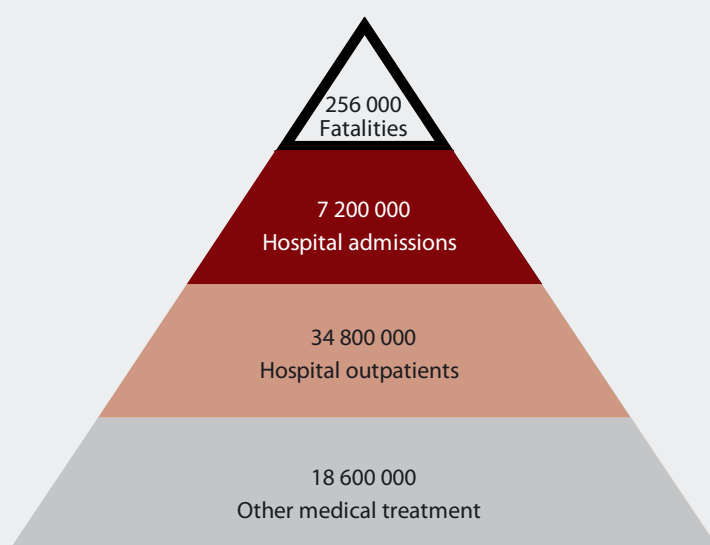 256 000
Fatalities
7 200 000
Hospital admissions
34 800 000
Hospital outpatients
18 600 000
Other medical treatment